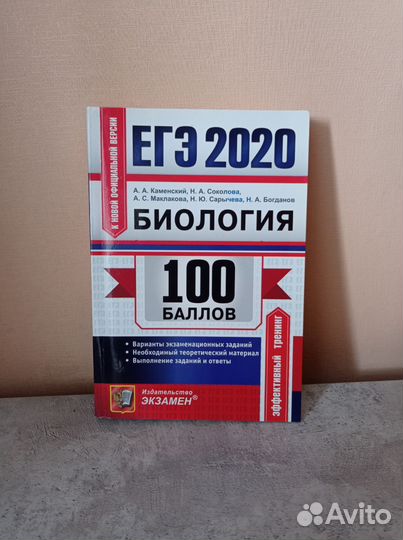 К НОВОЙ ОФИЦИАЛЬНОЙ ВЕРСИИ
ЕГЭ 2020
А. А. Каменский, Н. А. Соколова,
А. С. Маклакова, Н. Ю. Сарычева, Н. А. Богданов
БИОЛОГИЯ
100
БАЛЛОВ
• Варианты экзаменационных заданий
• Необходимый теоретический материал
• Выполнение заданий и ответы
эффективный тренинг
Издательство
ЭКЗАМЕН®
Avito